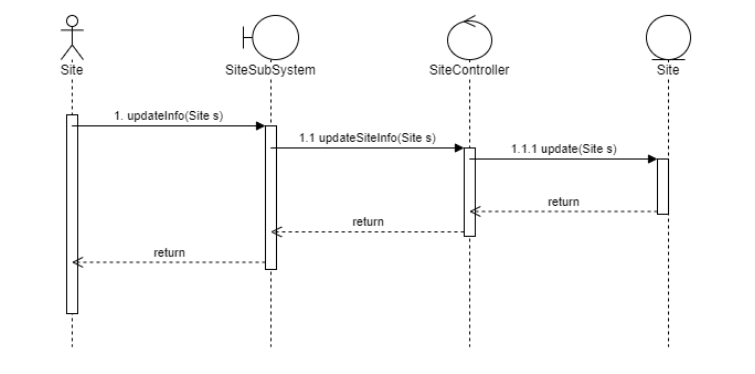 Site
SiteSubSystem
SiteController
Site
1. updateInfo(Site s)
1.1 updateSiteInfo(Site s)
1.1.1 update(Site s)
return
return
return